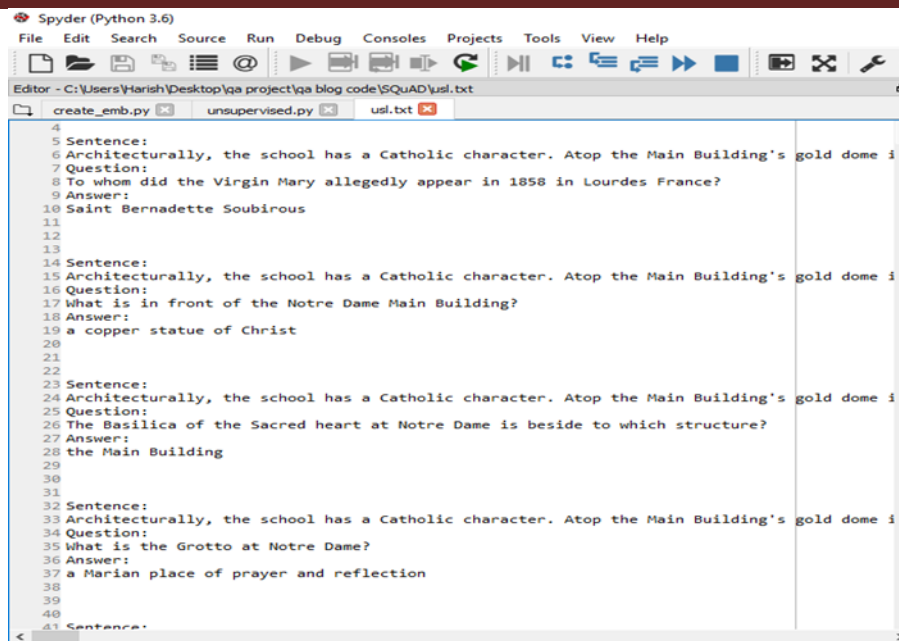 Spyder (Python 3.6)
File Edit Search Source Run Debug Consoles Projects Tools View Help
Editor - C:\Users\Harish\Desktop\qa project\qa blog code\SQuAD\usl.txt
create_emb.py unsupervised.py usl.txt
4
5 Sentence:
6 Architecturally, the school has a Catholic character. Atop the Main Building's gold dome i
7 Question:
8 To whom did the Virgin Mary allegedly appear in 1858 in Lourdes France?
9 Answer:
10 Saint Bernadette Soubirous
11
12
13
14 Sentence:
15 Architecturally, the school has a Catholic character. Atop the Main Building's gold dome i
16 Question:
17 What is in front of the Notre Dame Main Building?
18 Answer:
19 a copper statue of Christ
20
21
22
23 Sentence:
24 Architecturally, the school has a Catholic character. Atop the Main Building's gold dome i
25 Question:
26 The Basilica of the Sacred heart at Notre Dame is beside to which structure?
27 Answer:
28 the Main Building
29
30
31
32 Sentence:
33 Architecturally, the school has a Catholic character. Atop the Main Building's gold dome i
34 Question:
35 What is the Grotto at Notre Dame?
36 Answer:
37 a Marian place of prayer and reflection
38
39
40
41 Sentence: